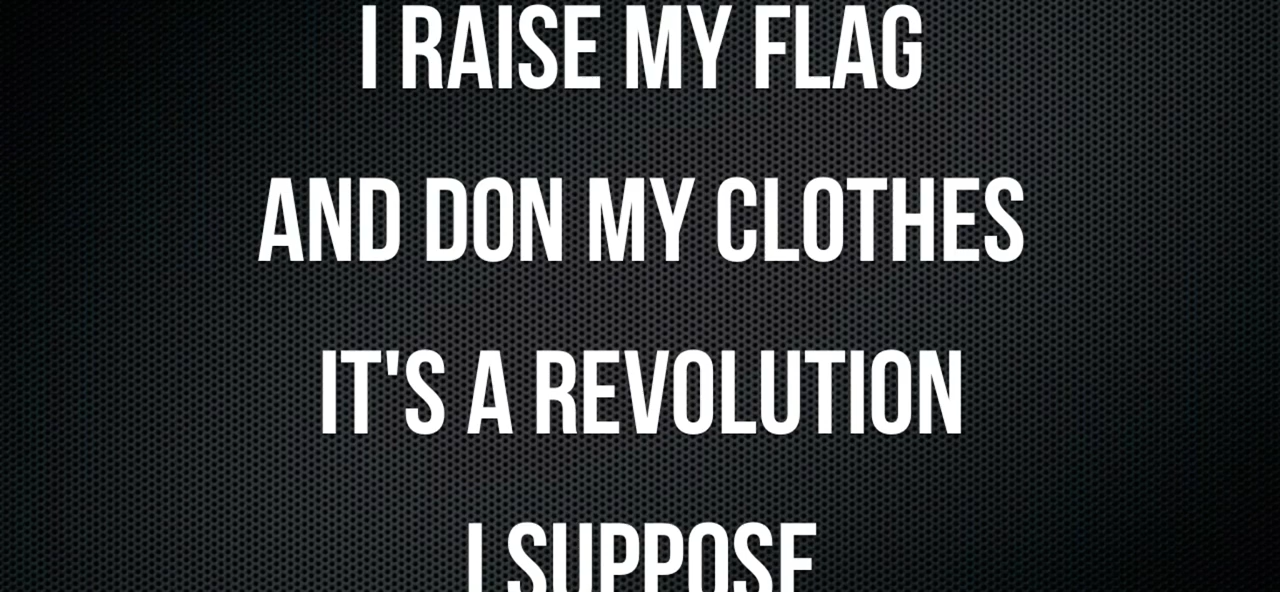 I RAISE MY FLAG
AND DON MY CLOTHES
IT'S A REVOLUTION
I SUPPOSE